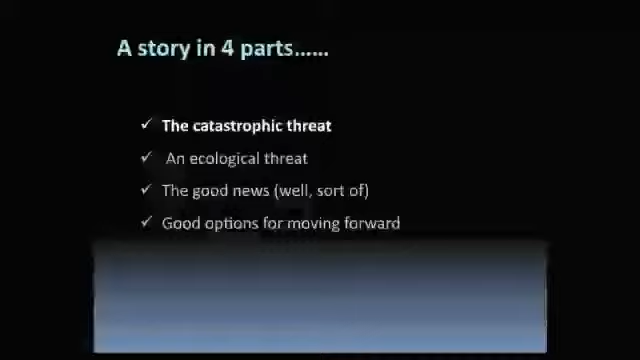 A story in 4 parts......
✓ The catastrophic threat
✓ An ecological threat
✓ The good news (well, sort of)
✓ Good options for moving forward